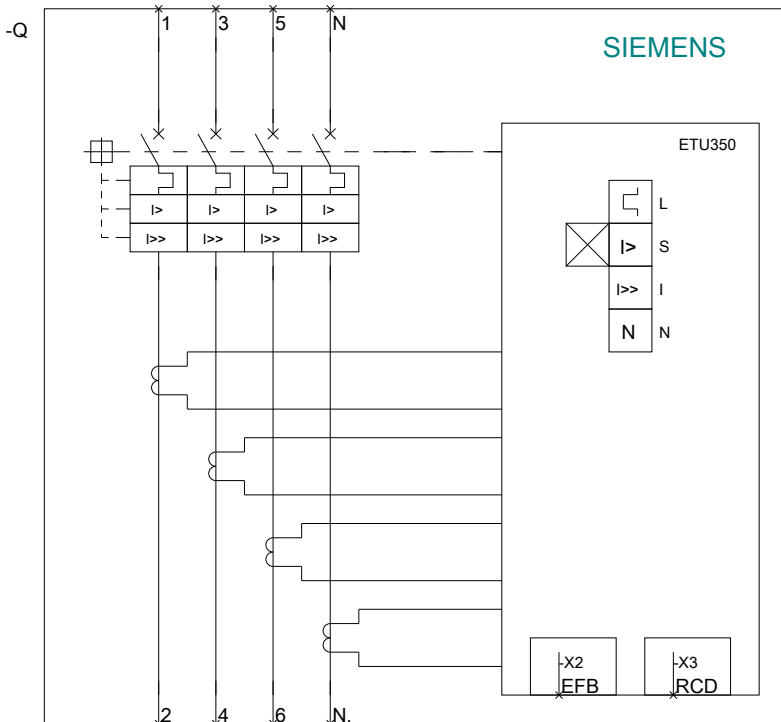 1 3 5 N
-Q
SIEMENS
ETU350
L
I> I> I> I>
I>> I>> I>> I>>
I> S
I>> I
N N
-X2 -X3
EFB RCD
2 4 6 N.